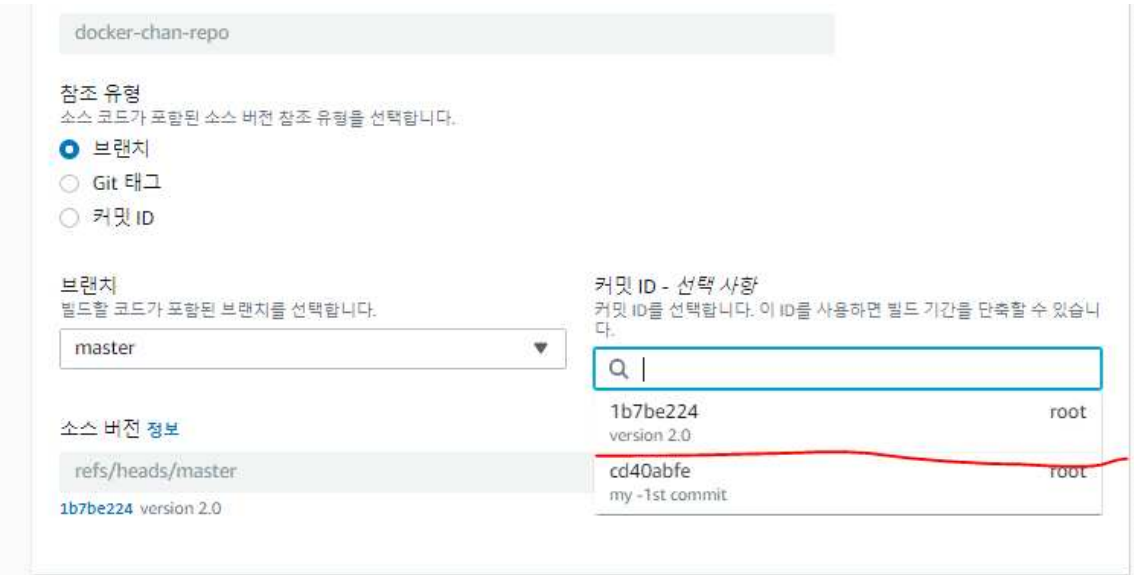 docker-chan-repo
참조 유형
소스 코드가 포함된 소스 버전 참조 유형을 선택합니다.
브랜치
Git 태그
커밋 ID
브랜치
빌드할 코드가 포함된 브랜치를 선택합니다.
master
커밋 ID - 선택 사항
커밋 ID를 선택합니다. 이 ID를 사용하면 빌드 기간을 단축할 수 있습니
다.
1b7be224 root
version 2.0
cd40abfe root
my -1st commit
소스 버전 정보
refs/heads/master
1b7be224 version 2.0